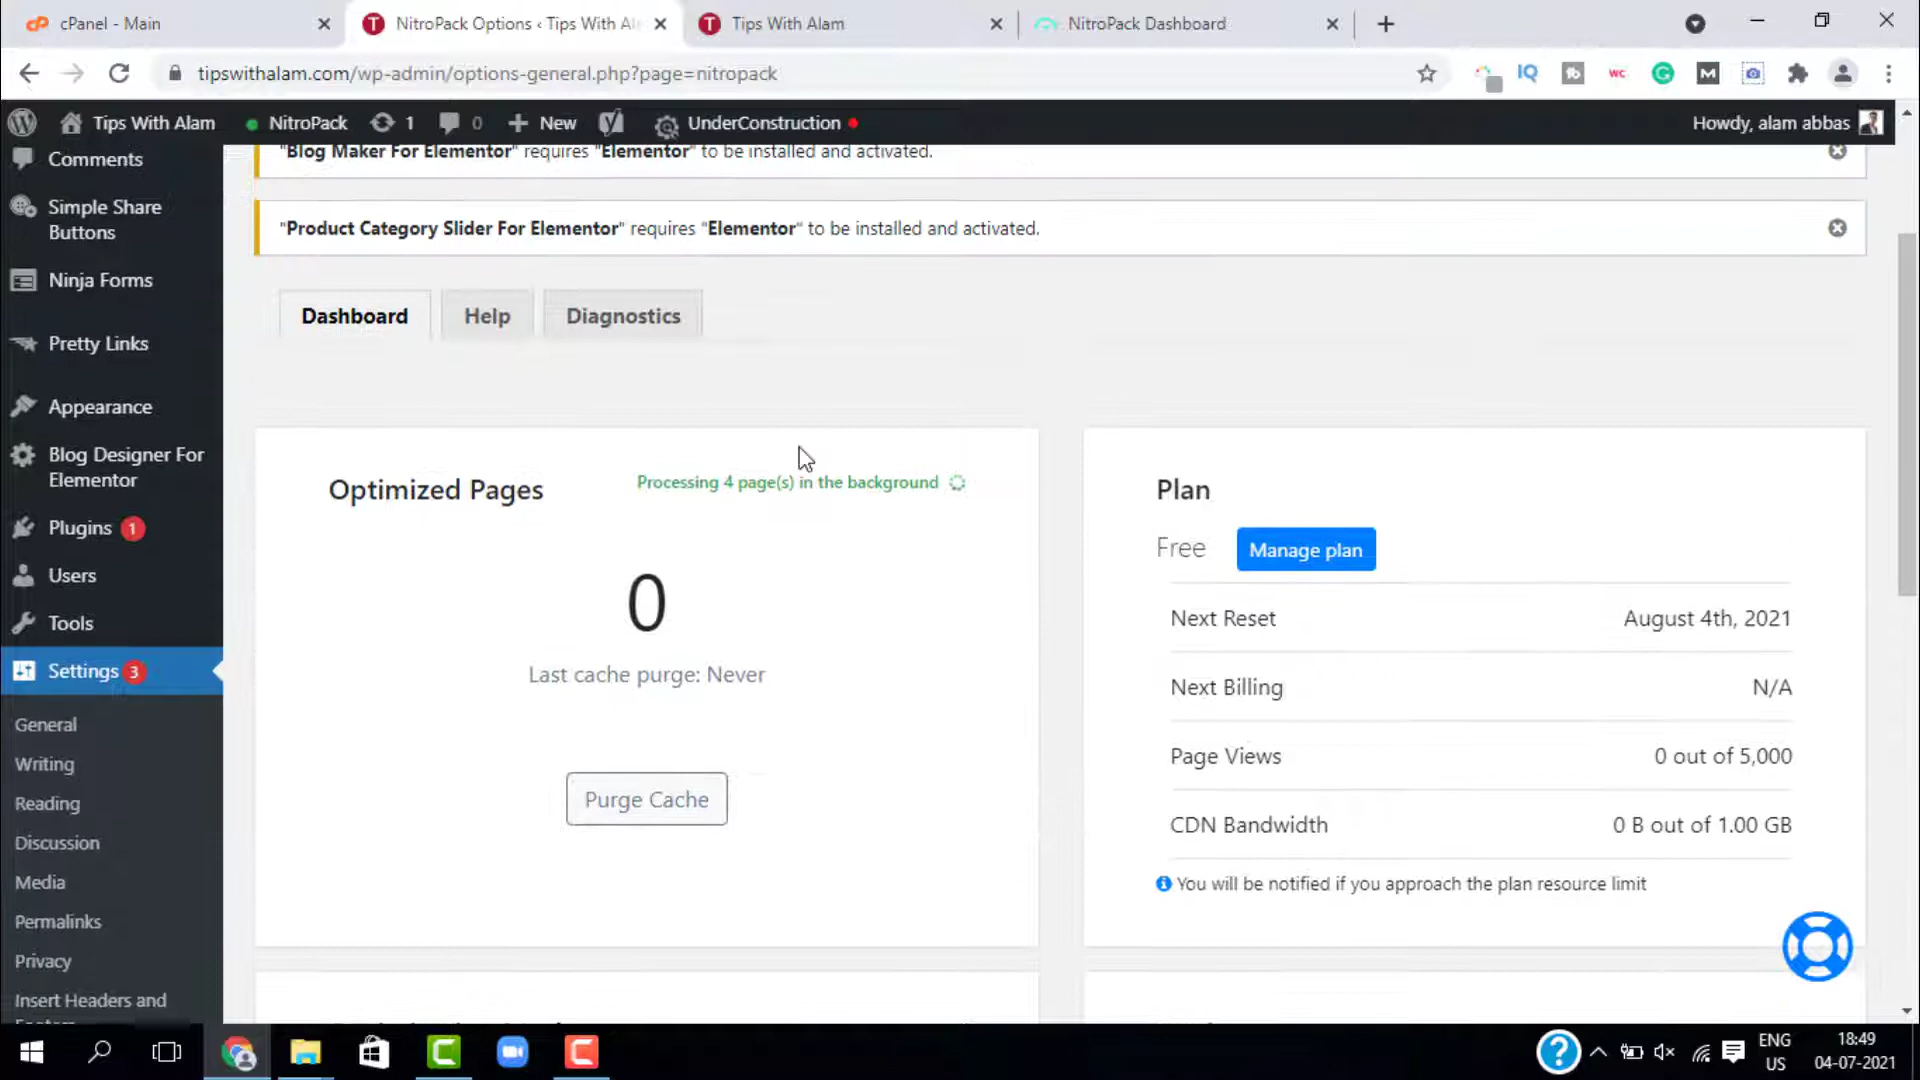 cPanel - Main
NitroPack Options ‹ Tips With Al
Tips With Alam
NitroPack Dashboard
tipswithalam.com/wp-admin/options-general.php?page=nitropack
IQ
WC
G
M
Tips With Alam
NitroPack
1
0
New
UnderConstruction
Howdy, alam abbas
"Blog Maker For Elementor" requires "Elementor" to be installed and activated.
"Product Category Slider For Elementor" requires "Elementor" to be installed and activated.
Comments
Simple Share
Buttons
Ninja Forms
Pretty Links
Appearance
Blog Designer For
Elementor
Plugins 1
Users
Tools
Settings 3
General
Writing
Reading
Discussion
Media
Permalinks
Privacy
Insert Headers and
Dashboard
Help
Diagnostics
Optimized Pages
Processing 4 page(s) in the background
0
Last cache purge: Never
Purge Cache
Plan
Free
Manage plan
Next Reset
August 4th, 2021
Next Billing
N/A
Page Views
0 out of 5,000
CDN Bandwidth
0 B out of 1.00 GB
You will be notified if you approach the plan resource limit
ENG
US
18:49
04-07-2021